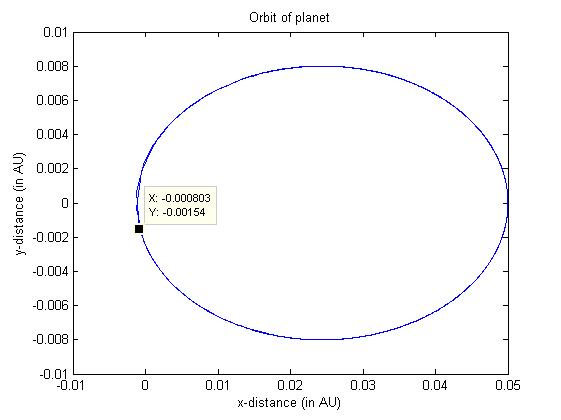 Orbit of planet
0.01
0.008
0.006
0.004
0.002
0
-0.002
-0.004
-0.006
-0.008
-0.01
y-distance (in AU)
X: -0.000803
Y: -0.00154
-0.01 0 0.01 0.02 0.03 0.04 0.05
x-distance (in AU)